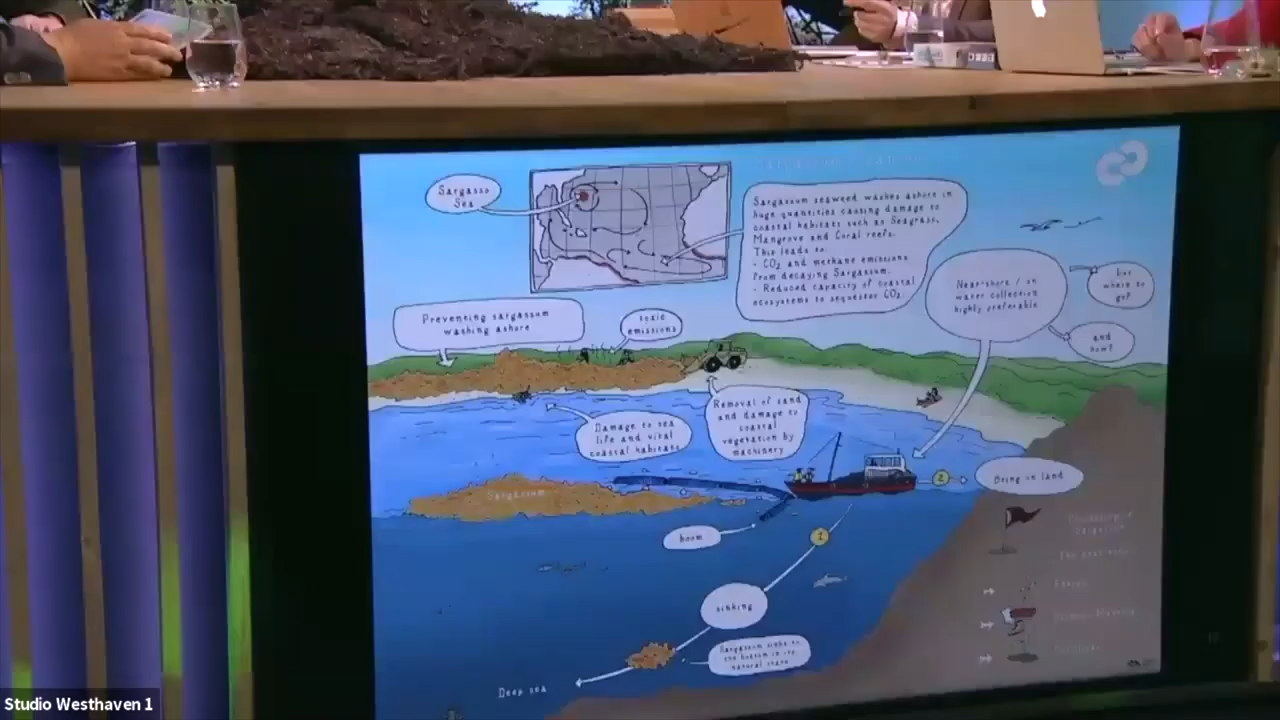 Sargasso
Sea
Sargassum seaweed washes ashore in
huge quantities causing damage to
coastal habitats such as Seagrass,
Mangrove and Coral reefs.
This leads to:
- CO2 and methane emissions
from decaying Sargassum.
- Reduced capacity of coastal
ecosystems to sequester CO2
Near-shore / on
water collection
highly preferable
but
where to
go?
and
how?
Preventing sargassum
washing ashore
toxic
emissions
Removal of sand
and damage to
coastal
vegetation by
machinery
Damage to sea
life and vital
coastal habitats
Sargassum
2
Bring on land
boom
sinking
Sargassum sinks to
the bottom in its
natural state
Deep sea
Studio Westhaven 1